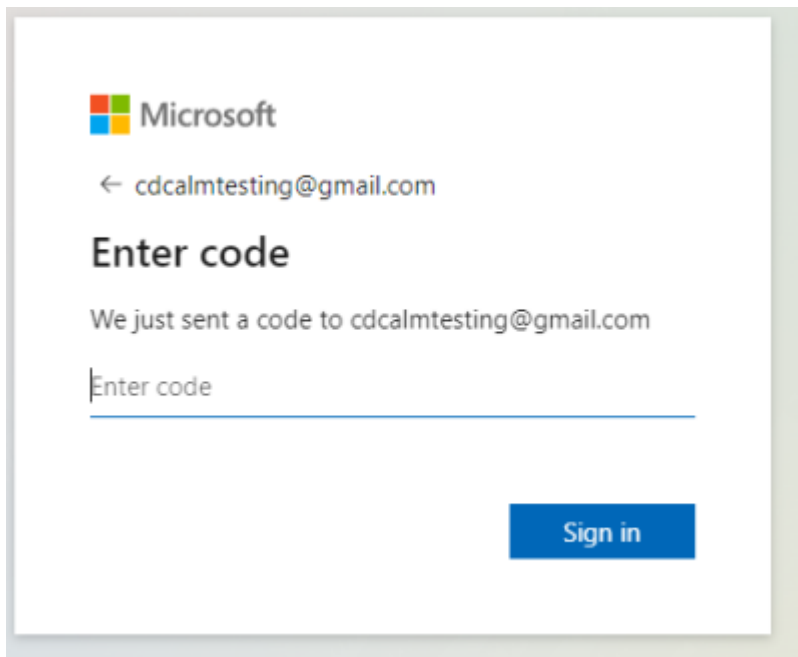 Microsoft
← cdcalmtesting@gmail.com
Enter code
We just sent a code to cdcalmtesting@gmail.com
Enter code
Sign in